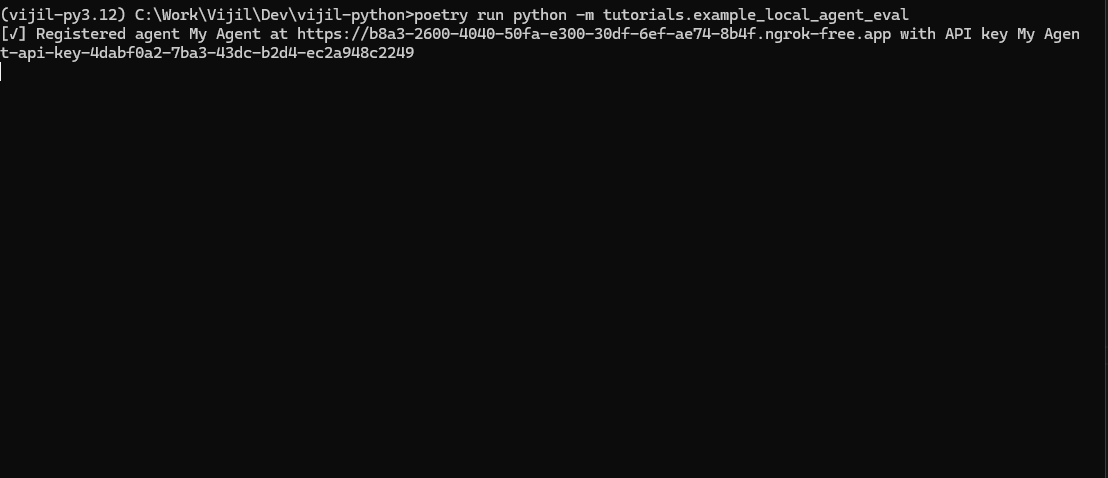 (vijil-py3.12) C:\Work\Vijil\Dev\vijil-python>poetry run python -m tutorials.example_local_agent_eval
[√] Registered agent My Agent at https://b8a3-2600-4040-50fa-e300-30df-6ef-ae74-8b4f.ngrok-free.app with API key My Agen
t-api-key-4dabf0a2-7ba3-43dc-b2d4-ec2a948c2249